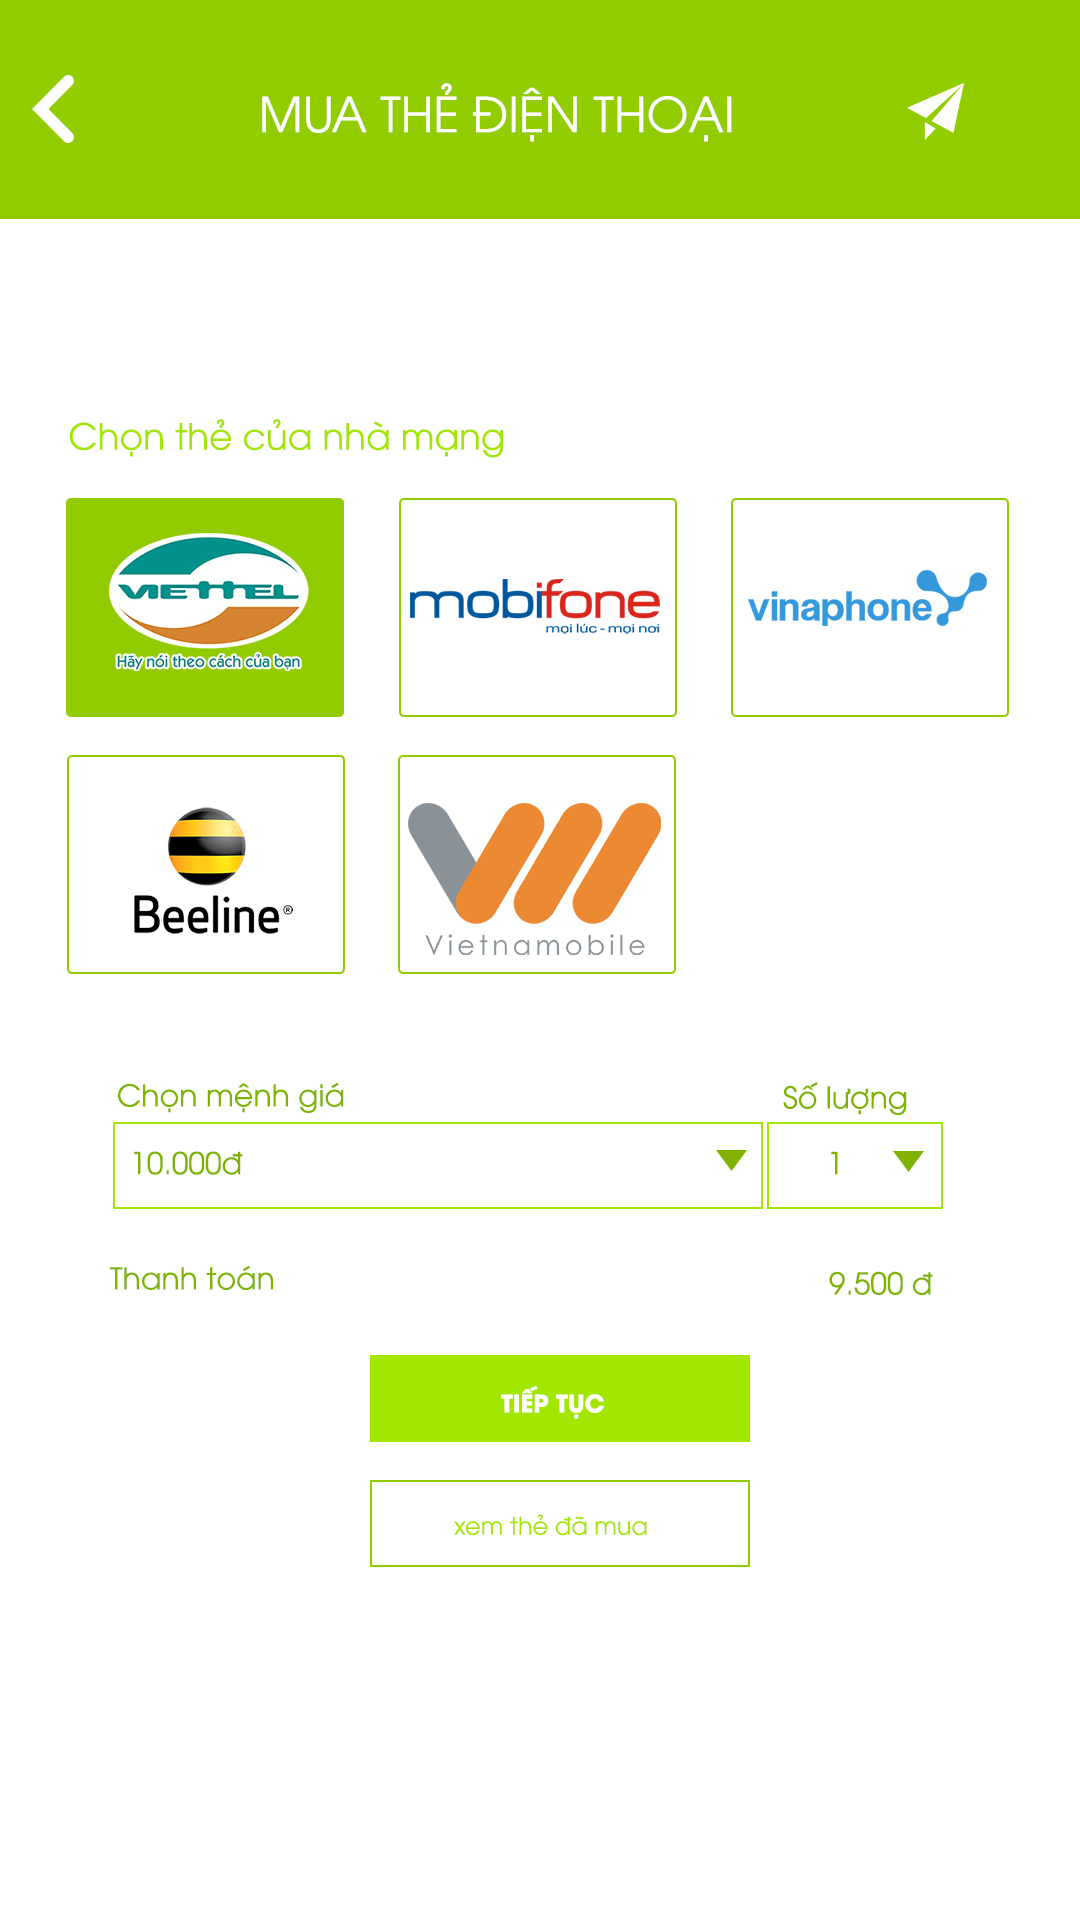 MUA THẺ ĐIỆN THOẠI
Chọn thẻ của nhà mạng
VIETTEL
Hãy nói theo cách của bạn
mobifone
mọi lúc - mọi nơi
vinaphone
Beeline®
Vietnamobile
Chọn mệnh giá
Số lượng
10.000đ
1
Thanh toán
9.500 đ
TIẾP TỤC
xem thẻ đã mua